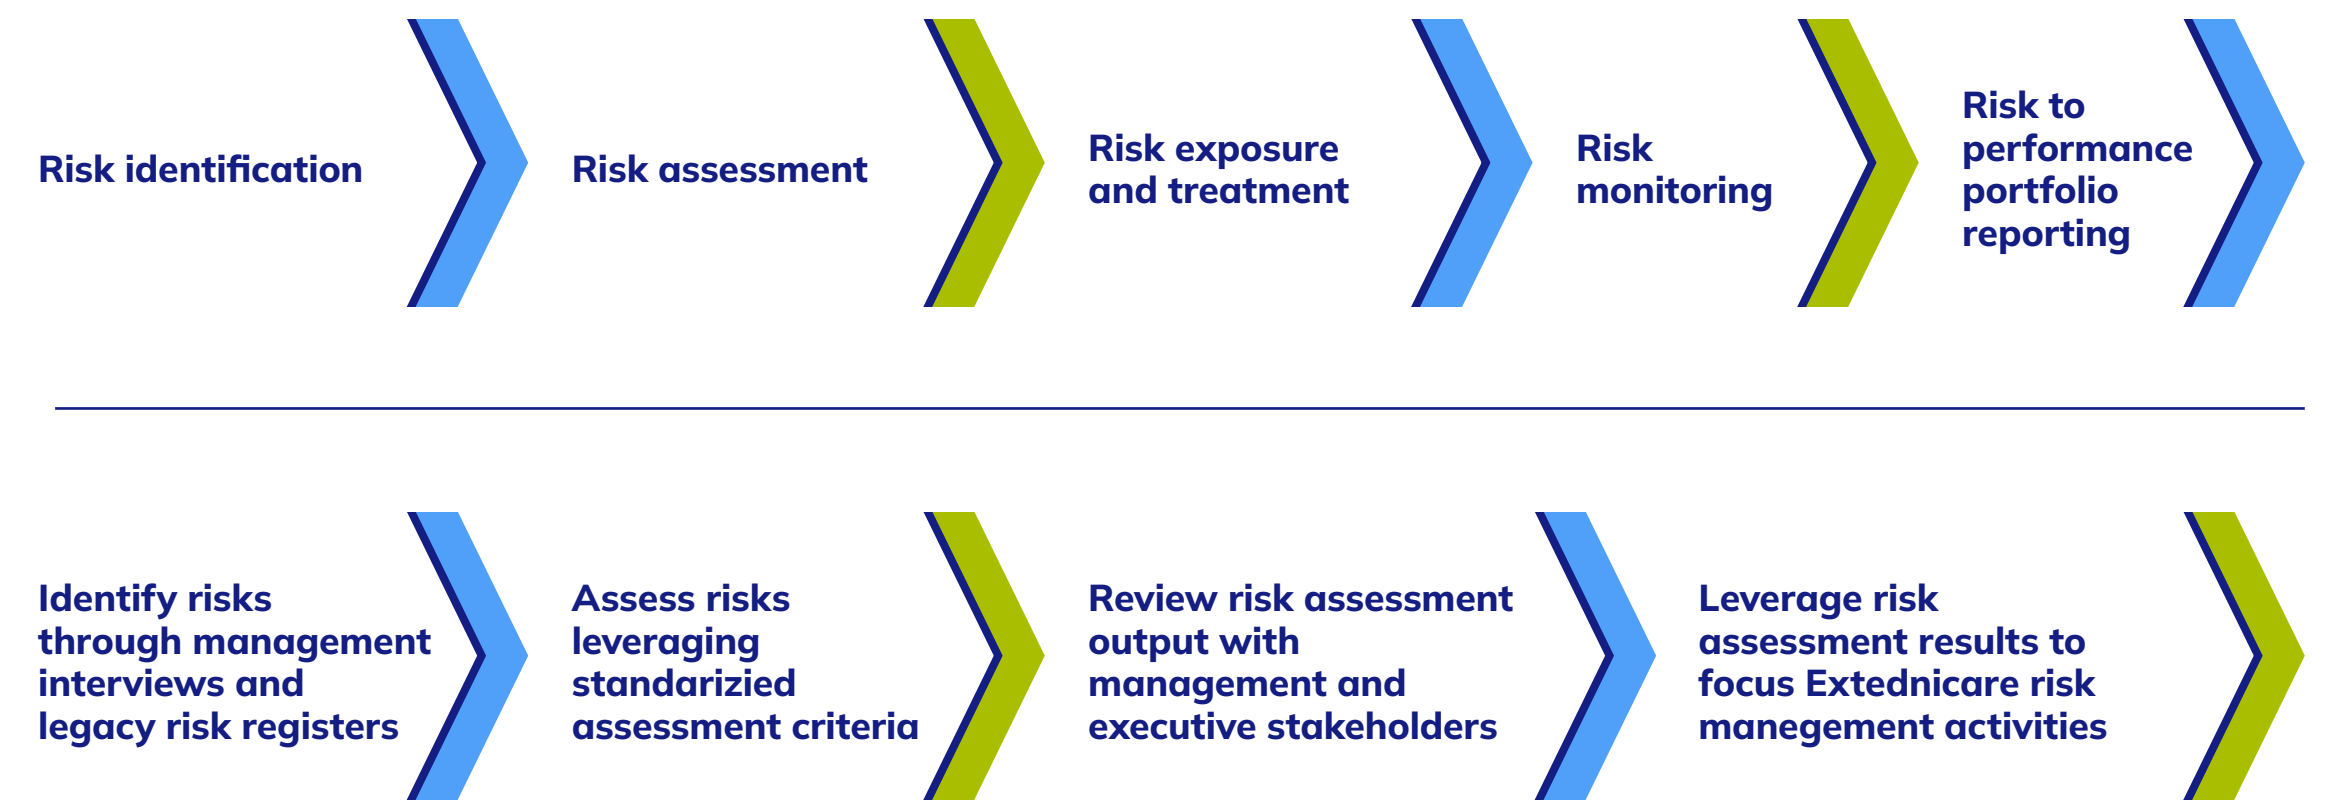 Risk identification
Risk assessment
Risk exposure
and treatment
Risk
monitoring
Risk to
performance
portfolio
reporting
Identify risks
through management
interviews and
legacy risk registers
Assess risks
leveraging
standarizied
assessment criteria
Review risk assessment
output with
management and
executive stakeholders
Leverage risk
assessment results to
focus Extednicare risk
manegement activities